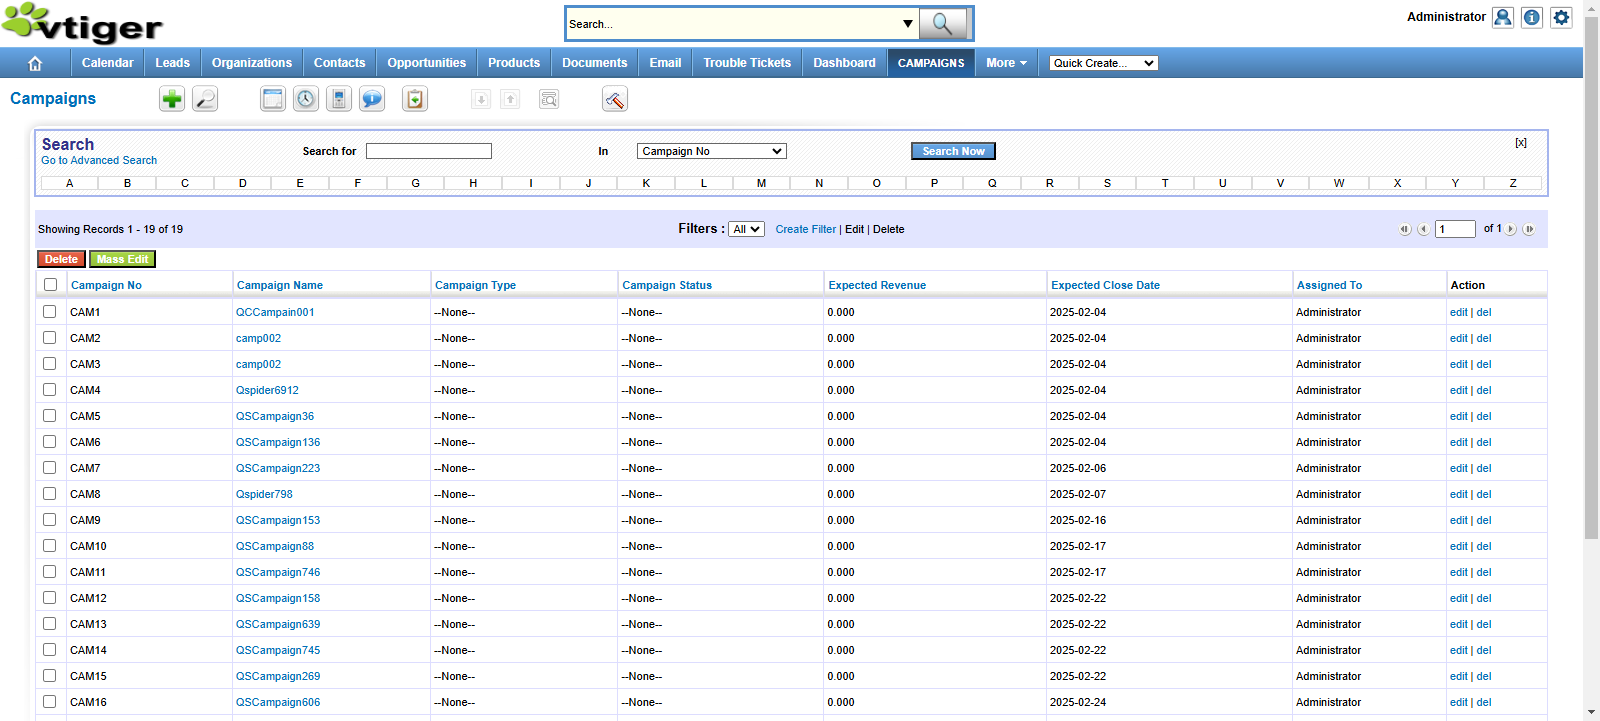 vtiger
Search...
Administrator
Calendar Leads Organizations Contacts Opportunities Products Documents Email Trouble Tickets Dashboard CAMPAIGNS More Quick Create...
Campaigns
Search
Go to Advanced Search
Search for In Campaign No Search Now [x]
A B C D E F G H I J K L M N O P Q R S T U V W X Y Z
Showing Records 1 - 19 of 19 Filters : All Create Filter | Edit | Delete 1 of 1
Delete Mass Edit
Campaign No Campaign Name Campaign Type Campaign Status Expected Revenue Expected Close Date Assigned To Action
CAM1 QCCampain001 --None-- --None-- 0.000 2025-02-04 Administrator edit | del
CAM2 camp002 --None-- --None-- 0.000 2025-02-04 Administrator edit | del
CAM3 camp002 --None-- --None-- 0.000 2025-02-04 Administrator edit | del
CAM4 Qspider6912 --None-- --None-- 0.000 2025-02-04 Administrator edit | del
CAM5 QSCampaign36 --None-- --None-- 0.000 2025-02-04 Administrator edit | del
CAM6 QSCampaign136 --None-- --None-- 0.000 2025-02-04 Administrator edit | del
CAM7 QSCampaign223 --None-- --None-- 0.000 2025-02-06 Administrator edit | del
CAM8 Qspider798 --None-- --None-- 0.000 2025-02-07 Administrator edit | del
CAM9 QSCampaign153 --None-- --None-- 0.000 2025-02-16 Administrator edit | del
CAM10 QSCampaign88 --None-- --None-- 0.000 2025-02-17 Administrator edit | del
CAM11 QSCampaign746 --None-- --None-- 0.000 2025-02-17 Administrator edit | del
CAM12 QSCampaign158 --None-- --None-- 0.000 2025-02-22 Administrator edit | del
CAM13 QSCampaign639 --None-- --None-- 0.000 2025-02-22 Administrator edit | del
CAM14 QSCampaign745 --None-- --None-- 0.000 2025-02-22 Administrator edit | del
CAM15 QSCampaign269 --None-- --None-- 0.000 2025-02-22 Administrator edit | del
CAM16 QSCampaign606 --None-- --None-- 0.000 2025-02-24 Administrator edit | del